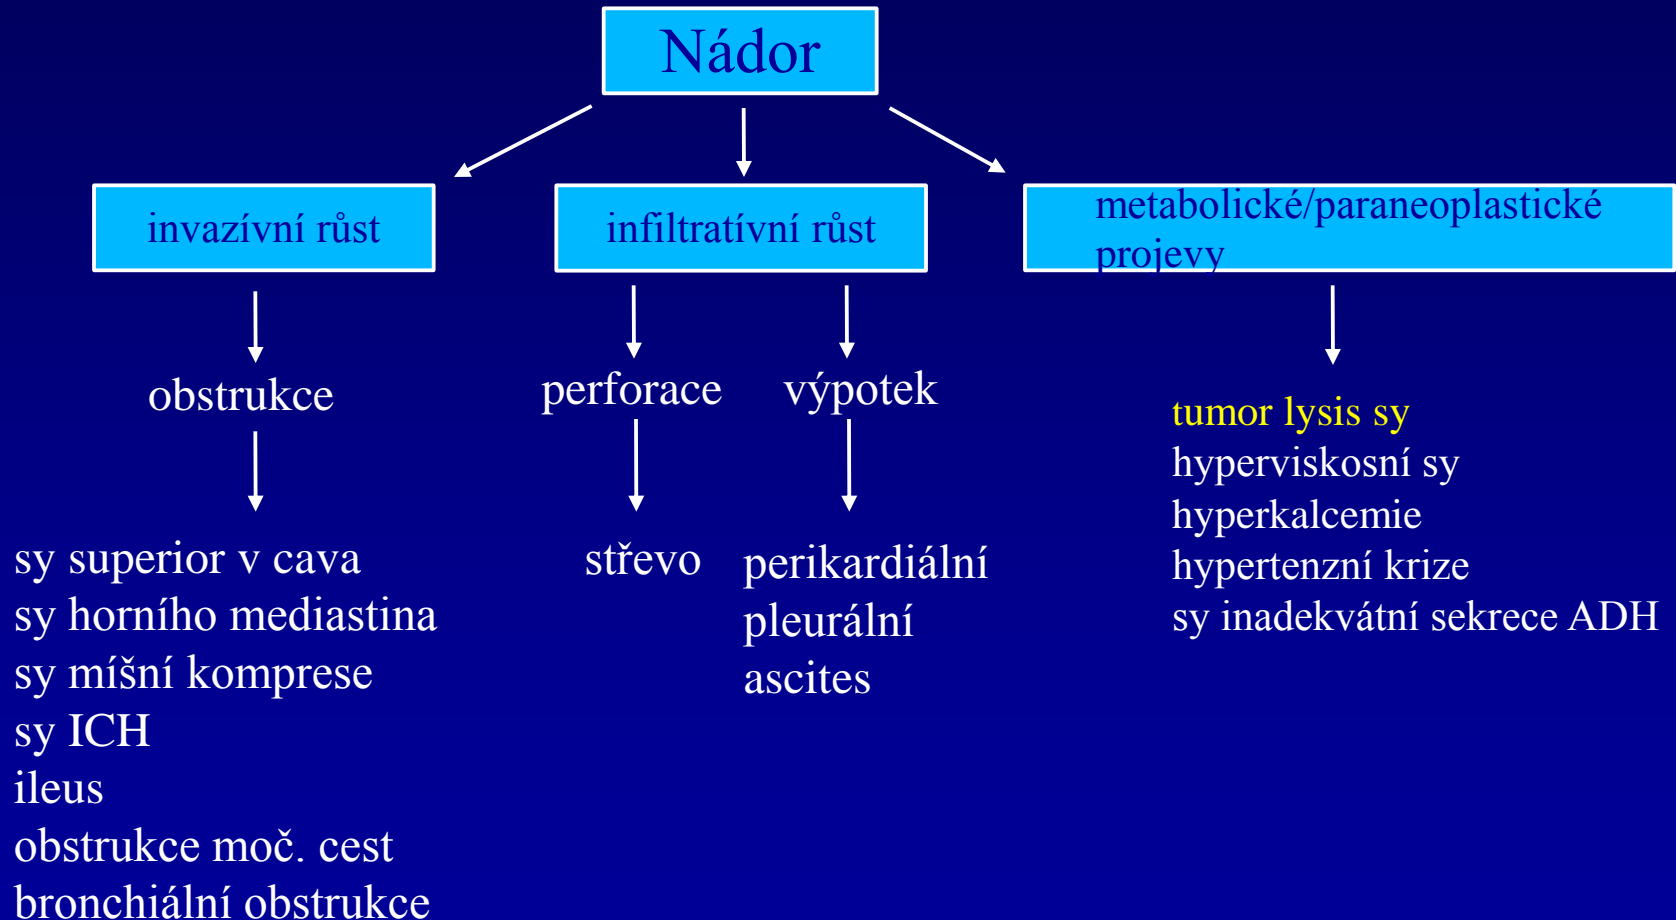 Nádor
invazívní růst
infiltratívní růst
metabolické/paraneoplastické
projevy
obstrukce
perforace
výpotek
sy superior v cava
sy horního mediastina
sy míšní komprese
sy ICH
ileus
obstrukce moč. cest
bronchiální obstrukce
střevo
perikardiální
pleurální
ascites
tumor lysis sy
hyperviskosní sy
hyperkalcemie
hypertenzní krize
sy inadekvátní sekrece ADH